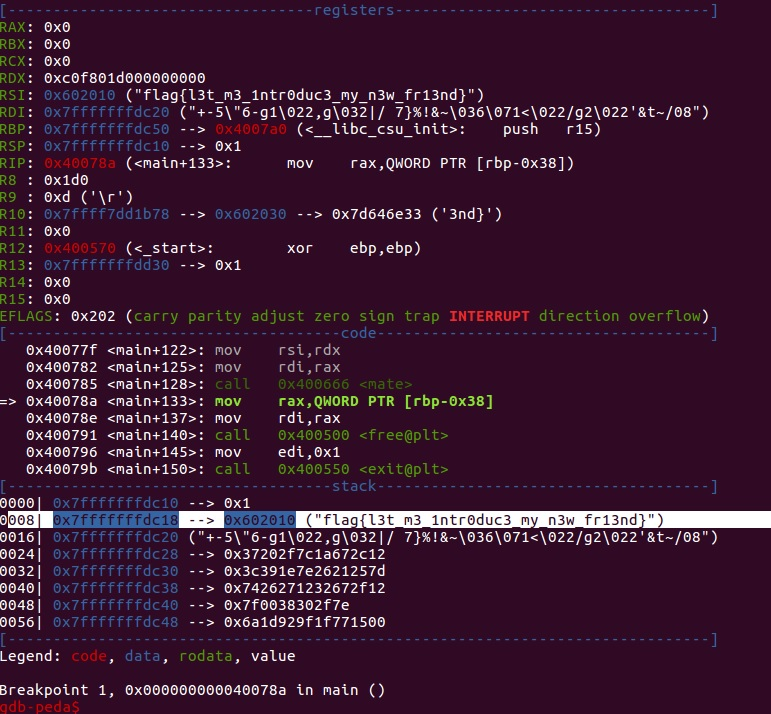 [----------------------------------registers-----------------------------------]
RAX: 0x0
RBX: 0x0
RCX: 0x0
RDX: 0xc0f801d000000000
RSI: 0x602010 ("flag{l3t_m3_1ntr0duc3_my_n3w_fr13nd}")
RDI: 0x7fffffffdc20 ("+-5\"6-g1\022,g\032|/ 7}%!&~\036\071<\022/g2\022'&t~/08")
RBP: 0x7fffffffdc50 --> 0x4007a0 (<__libc_csu_init>: push r15)
RSP: 0x7fffffffdc10 --> 0x1
RIP: 0x40078a (<main+133>: mov rax,QWORD PTR [rbp-0x38])
R8 : 0x1d0
R9 : 0xd ('\r')
R10: 0x7ffff7dd1b78 --> 0x602030 --> 0x7d646e33 ('3nd}')
R11: 0x0
R12: 0x400570 (<_start>: xor ebp,ebp)
R13: 0x7fffffffdd30 --> 0x1
R14: 0x0
R15: 0x0
EFLAGS: 0x202 (carry parity adjust zero sign trap INTERRUPT direction overflow)
[-------------------------------------code-------------------------------------]
0x40077f <main+122>: mov rsi,rdx
0x400782 <main+125>: mov rdi,rax
0x400785 <main+128>: call 0x400666 <mate>
=> 0x40078a <main+133>: mov rax,QWORD PTR [rbp-0x38]
0x40078e <main+137>: mov rdi,rax
0x400791 <main+140>: call 0x400500 <free@plt>
0x400796 <main+145>: mov edi,0x1
0x40079b <main+150>: call 0x400550 <exit@plt>
[------------------------------------stack-------------------------------------]
0000| 0x7fffffffdc10 --> 0x1
0008| 0x7fffffffdc18 --> 0x602010 ("flag{l3t_m3_1ntr0duc3_my_n3w_fr13nd}")
0016| 0x7fffffffdc20 ("+-5\"6-g1\022,g\032|/ 7}%!&~\036\071<\022/g2\022'&t~/08")
0024| 0x7fffffffdc28 --> 0x37202f7c1a672c12
0032| 0x7fffffffdc30 --> 0x3c391e7e2621257d
0040| 0x7fffffffdc38 --> 0x7426271232672f12
0048| 0x7fffffffdc40 --> 0x7f0038302f7e
0056| 0x7fffffffdc48 --> 0x6a1d929f1f771500
[------------------------------------------------------------------------------]
Legend: code, data, rodata, value

Breakpoint 1, 0x000000000040078a in main ()
gdb-peda$